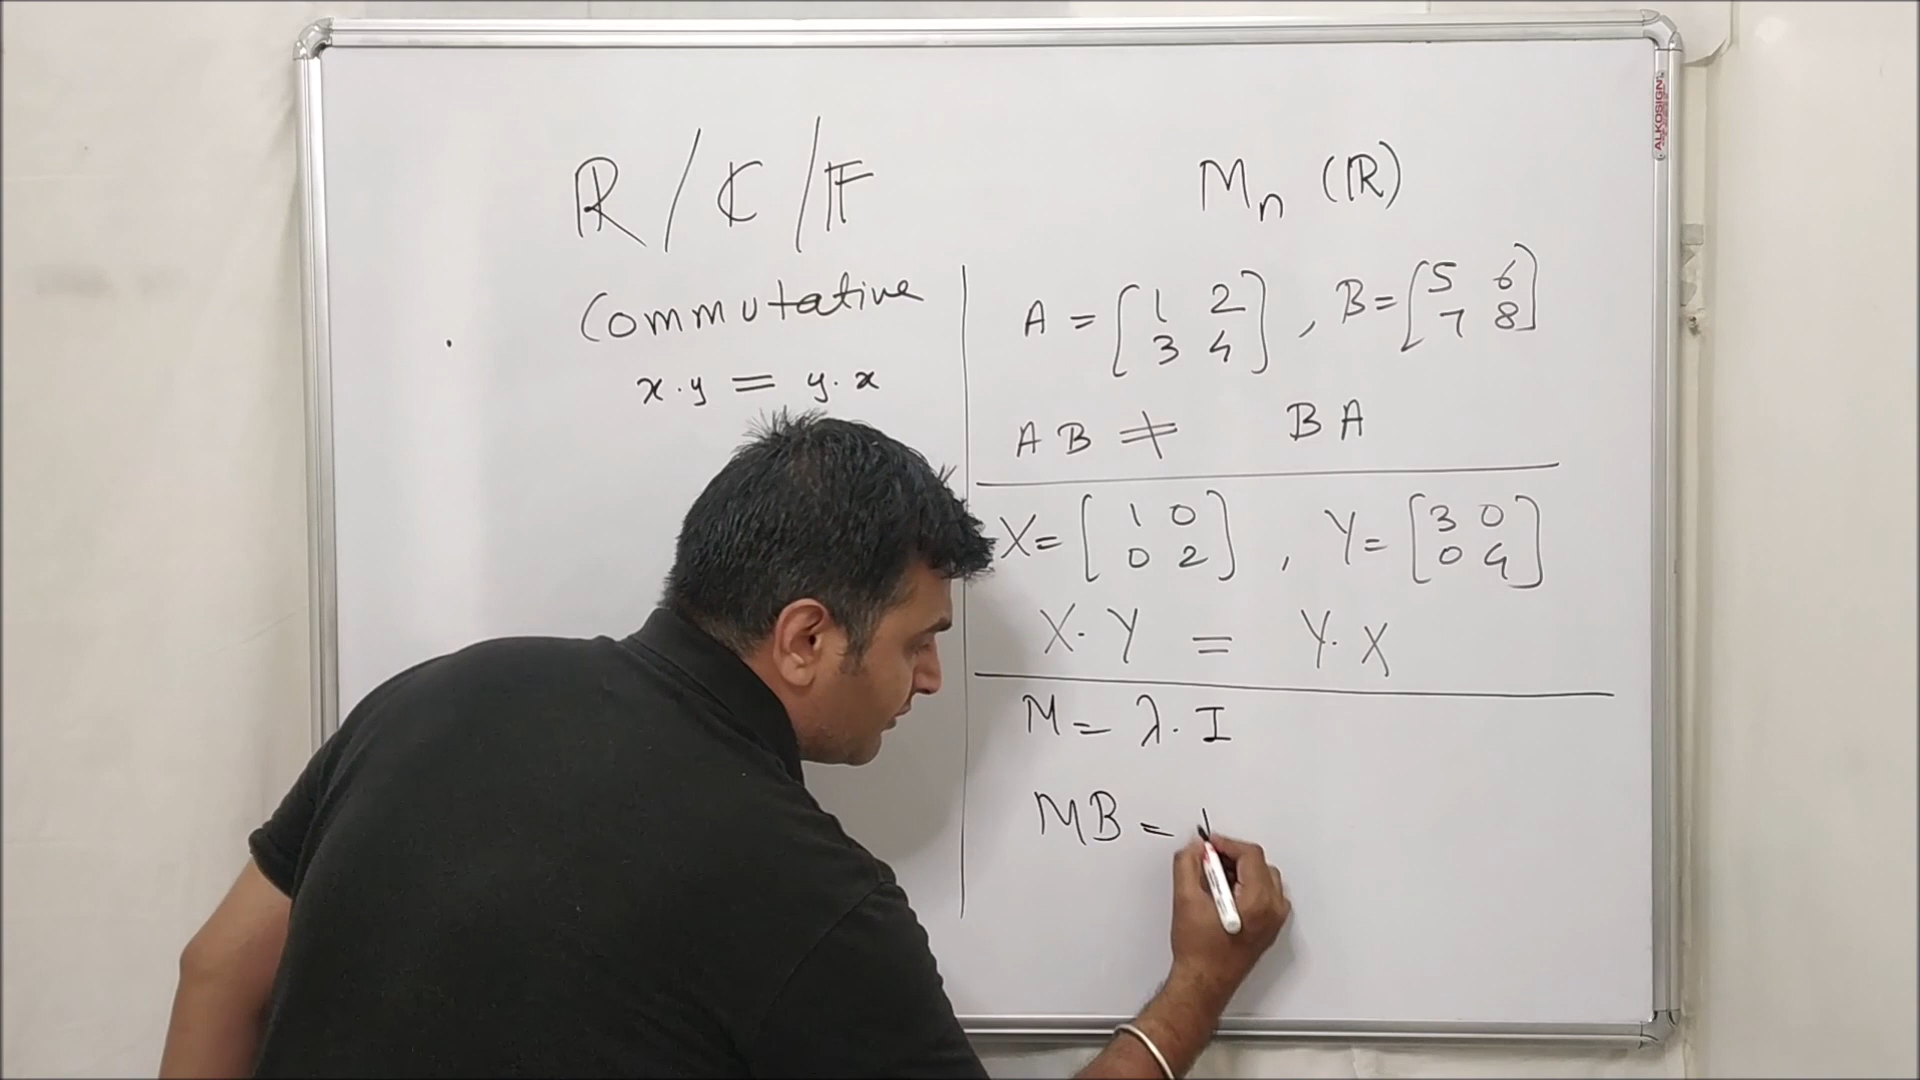 ℝ / ℂ / 𝔽
Commutative
x·y = y·x
Mn (ℝ)
A = [1 2
3 4] , B = [5 6
7 8]
AB ≠ BA
X = [1 0
0 2] , Y = [3 0
0 4]
X·Y = Y·X
M = λ·I
MB =
ALKOSIGN